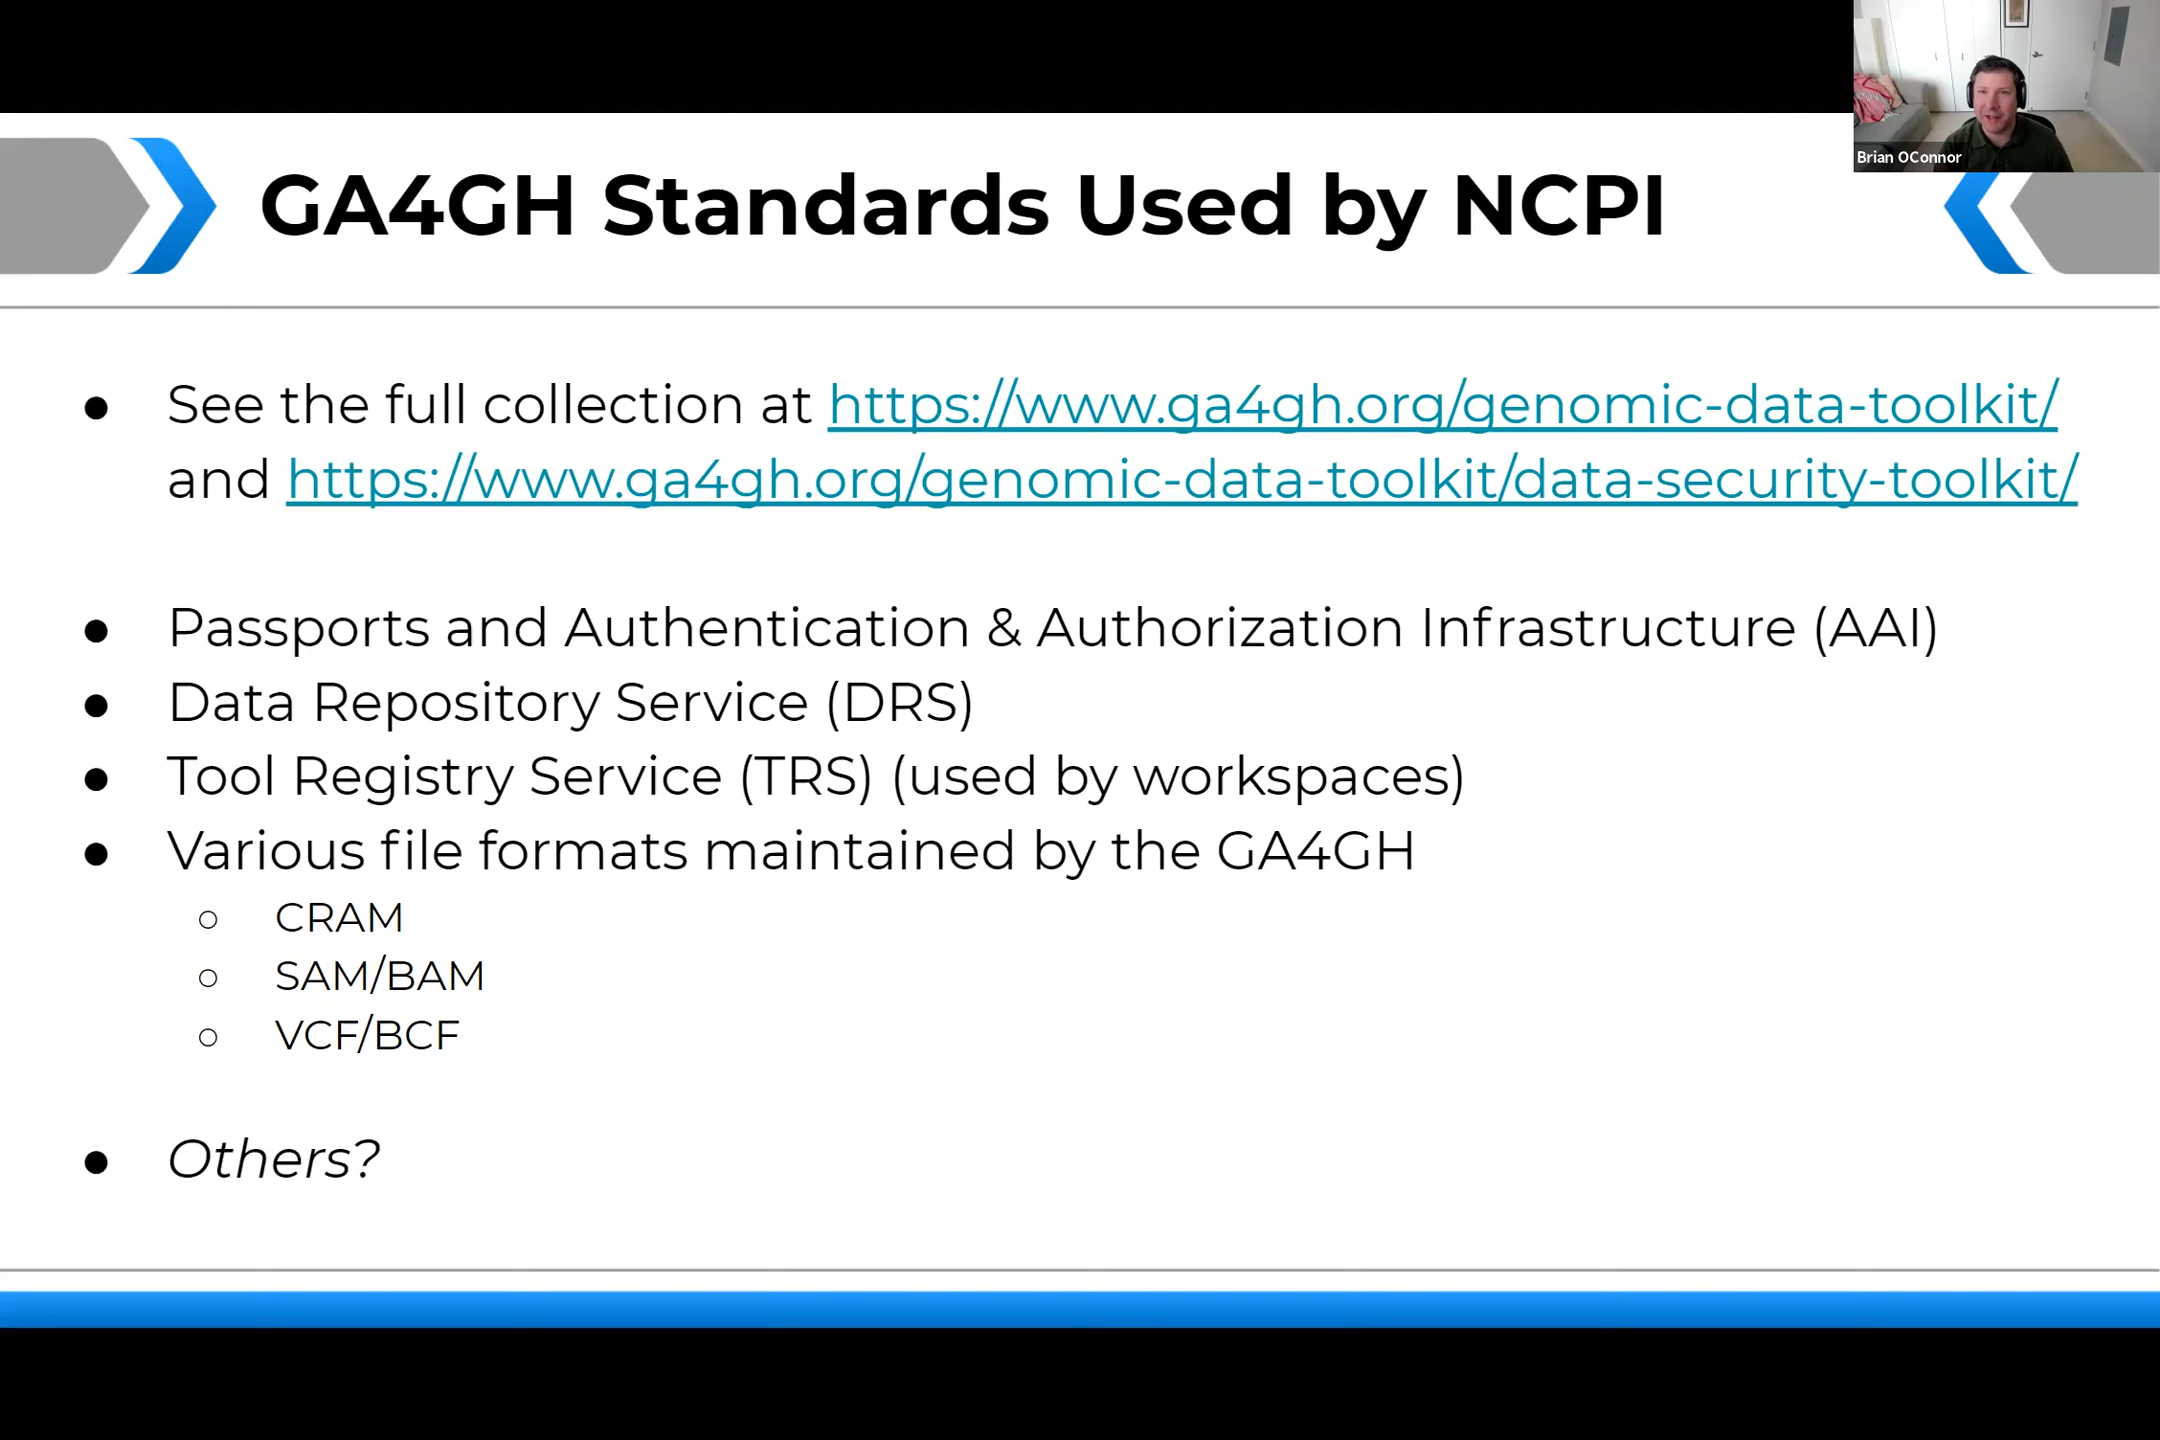 Brian OConnor
GA4GH Standards Used by NCPI
● See the full collection at https://www.ga4gh.org/genomic-data-toolkit/
and https://www.ga4gh.org/genomic-data-toolkit/data-security-toolkit/
● Passports and Authentication & Authorization Infrastructure (AAI)
● Data Repository Service (DRS)
● Tool Registry Service (TRS) (used by workspaces)
● Various file formats maintained by the GA4GH
○ CRAM
○ SAM/BAM
○ VCF/BCF
● Others?